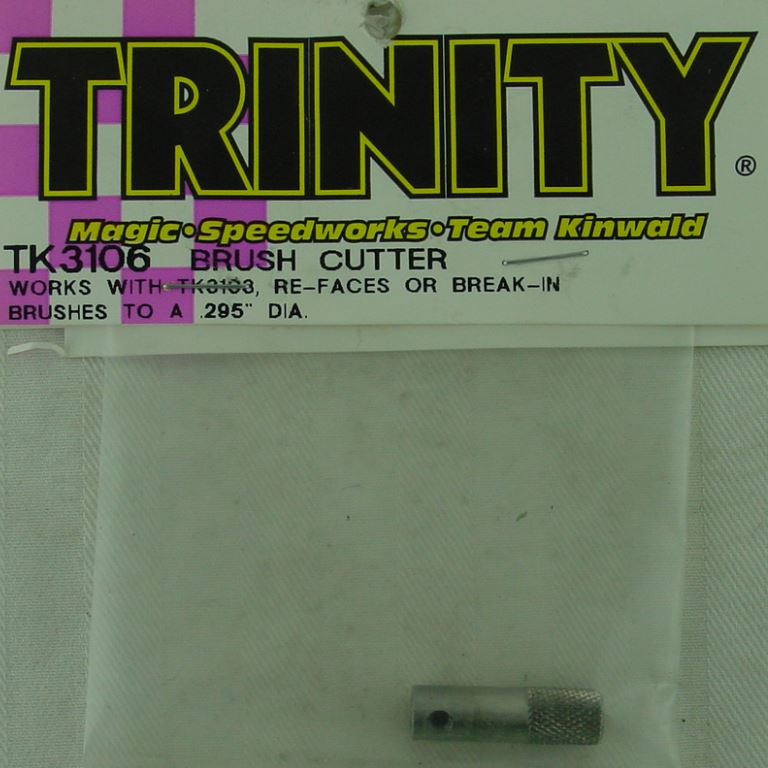 TRINITY®
Magic•Speedworks•Team Kinwald
TK3106 BRUSH CUTTER
WORKS WITH TK3103, RE-FACES OR BREAK-IN
BRUSHES TO A .295" DIA.